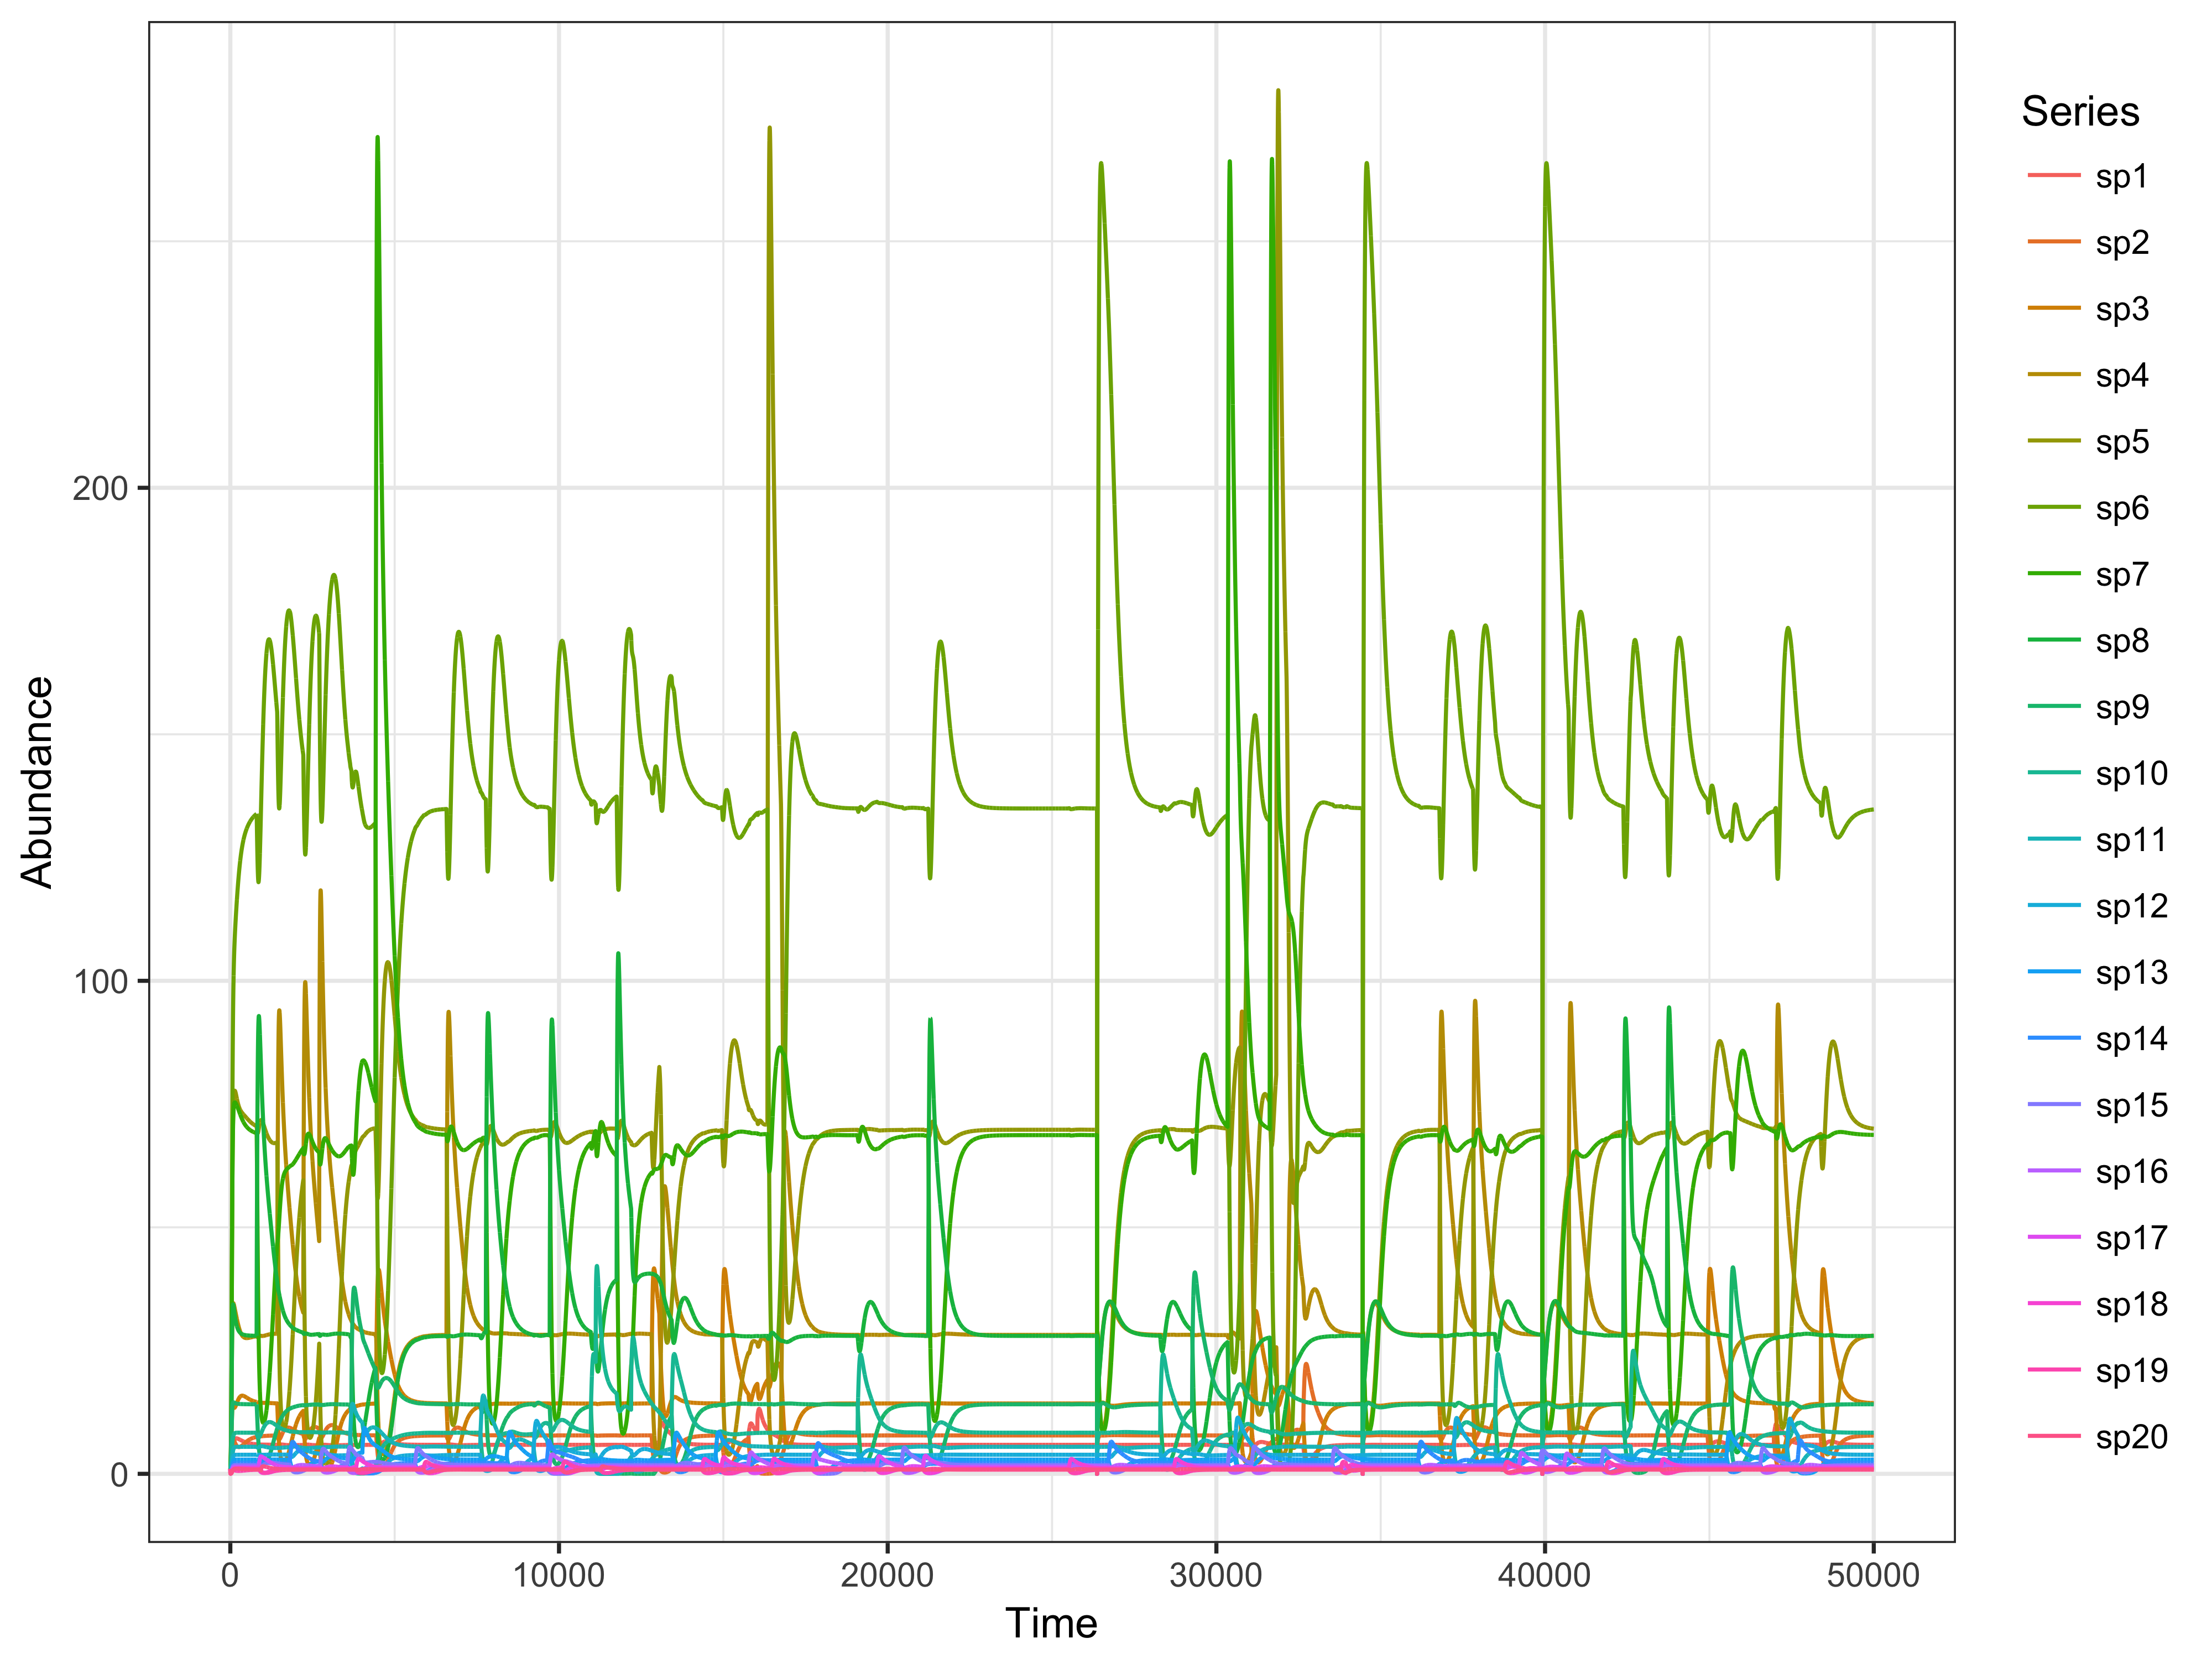 Series
sp1
sp2
sp3
sp4
sp5
sp6
sp7
sp8
sp9
sp10
sp11
sp12
sp13
sp14
sp15
sp16
sp17
sp18
sp19
sp20
Abundance
200
100
0
0 10000 20000 30000 40000 50000
Time